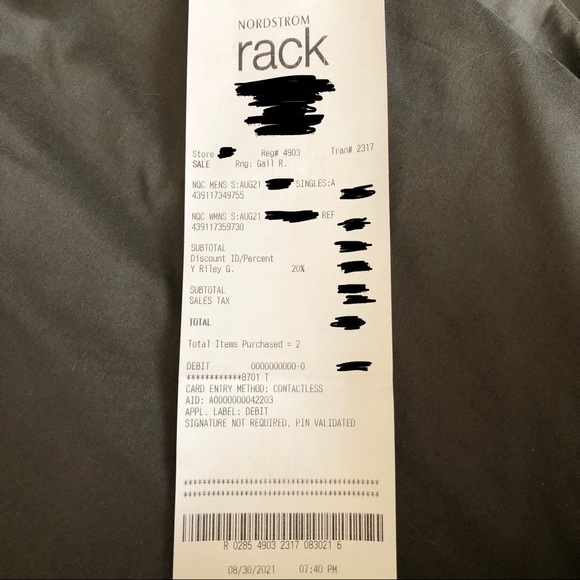 NORDSTROM
rack
Store Reg# 4903 Tran# 2317
SALE Rng: Gail R.
NQC MENS S:AUG21 SINGLES:A
439117349755
NQC WMNS S:AUG21 REF
439117359730
SUBTOTAL
Discount ID/Percent
Y Riley G. 20%
SUBTOTAL
SALES TAX
TOTAL
Total Items Purchased = 2
DEBIT 0000000000-0
************8701 T
CARD ENTRY METHOD: CONTACTLESS
AID: A0000000042203
APPL. LABEL: DEBIT
SIGNATURE NOT REQUIRED, PIN VALIDATED
R 0285 4903 2317 083021 6
08/30/2021 07:40 PM